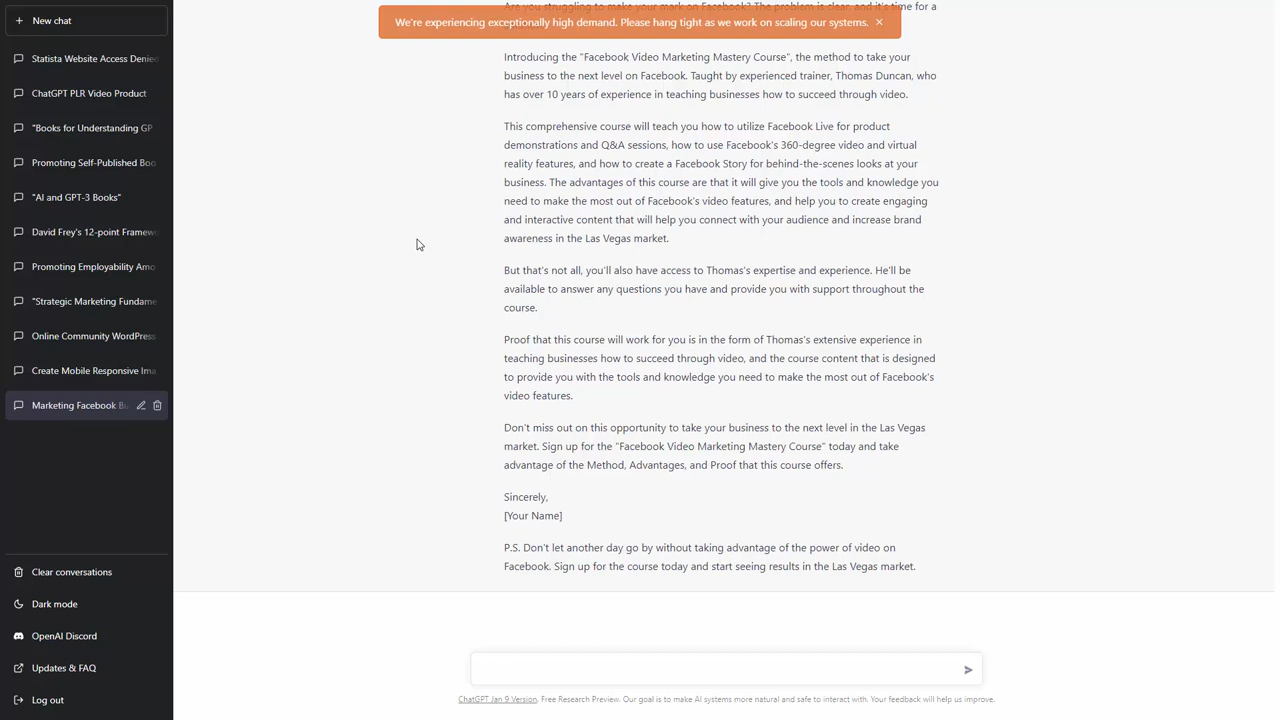 New chat
Statista Website Access Denied
ChatGPT PLR Video Product
"Books for Understanding GP
Promoting Self-Published Boo
"AI and GPT-3 Books"
David Frey's 12-point Framew
Promoting Employability Amo
"Strategic Marketing Fundame
Online Community WordPress
Create Mobile Responsive Ima
Marketing Facebook Bu
Clear conversations
Dark mode
OpenAI Discord
Updates & FAQ
Log out
We're experiencing exceptionally high demand. Please hang tight as we work on scaling our systems. ×
Are you struggling to make your mark on Facebook? The problem is clear, and it's time for a
Introducing the "Facebook Video Marketing Mastery Course", the method to take your
business to the next level on Facebook. Taught by experienced trainer, Thomas Duncan, who
has over 10 years of experience in teaching businesses how to succeed through video.
This comprehensive course will teach you how to utilize Facebook Live for product
demonstrations and Q&A sessions, how to use Facebook's 360-degree video and virtual
reality features, and how to create a Facebook Story for behind-the-scenes looks at your
business. The advantages of this course are that it will give you the tools and knowledge you
need to make the most out of Facebook's video features, and help you to create engaging
and interactive content that will help you connect with your audience and increase brand
awareness in the Las Vegas market.
But that's not all, you'll also have access to Thomas's expertise and experience. He'll be
available to answer any questions you have and provide you with support throughout the
course.
Proof that this course will work for you is in the form of Thomas's extensive experience in
teaching businesses how to succeed through video, and the course content that is designed
to provide you with the tools and knowledge you need to make the most out of Facebook's
video features.
Don't miss out on this opportunity to take your business to the next level in the Las Vegas
market. Sign up for the "Facebook Video Marketing Mastery Course" today and take
advantage of the Method, Advantages, and Proof that this course offers.
Sincerely,
[Your Name]
P.S. Don't let another day go by without taking advantage of the power of video on
Facebook. Sign up for the course today and start seeing results in the Las Vegas market.
ChatGPT Jan 9 Version. Free Research Preview. Our goal is to make AI systems more natural and safe to interact with. Your feedback will help us improve.